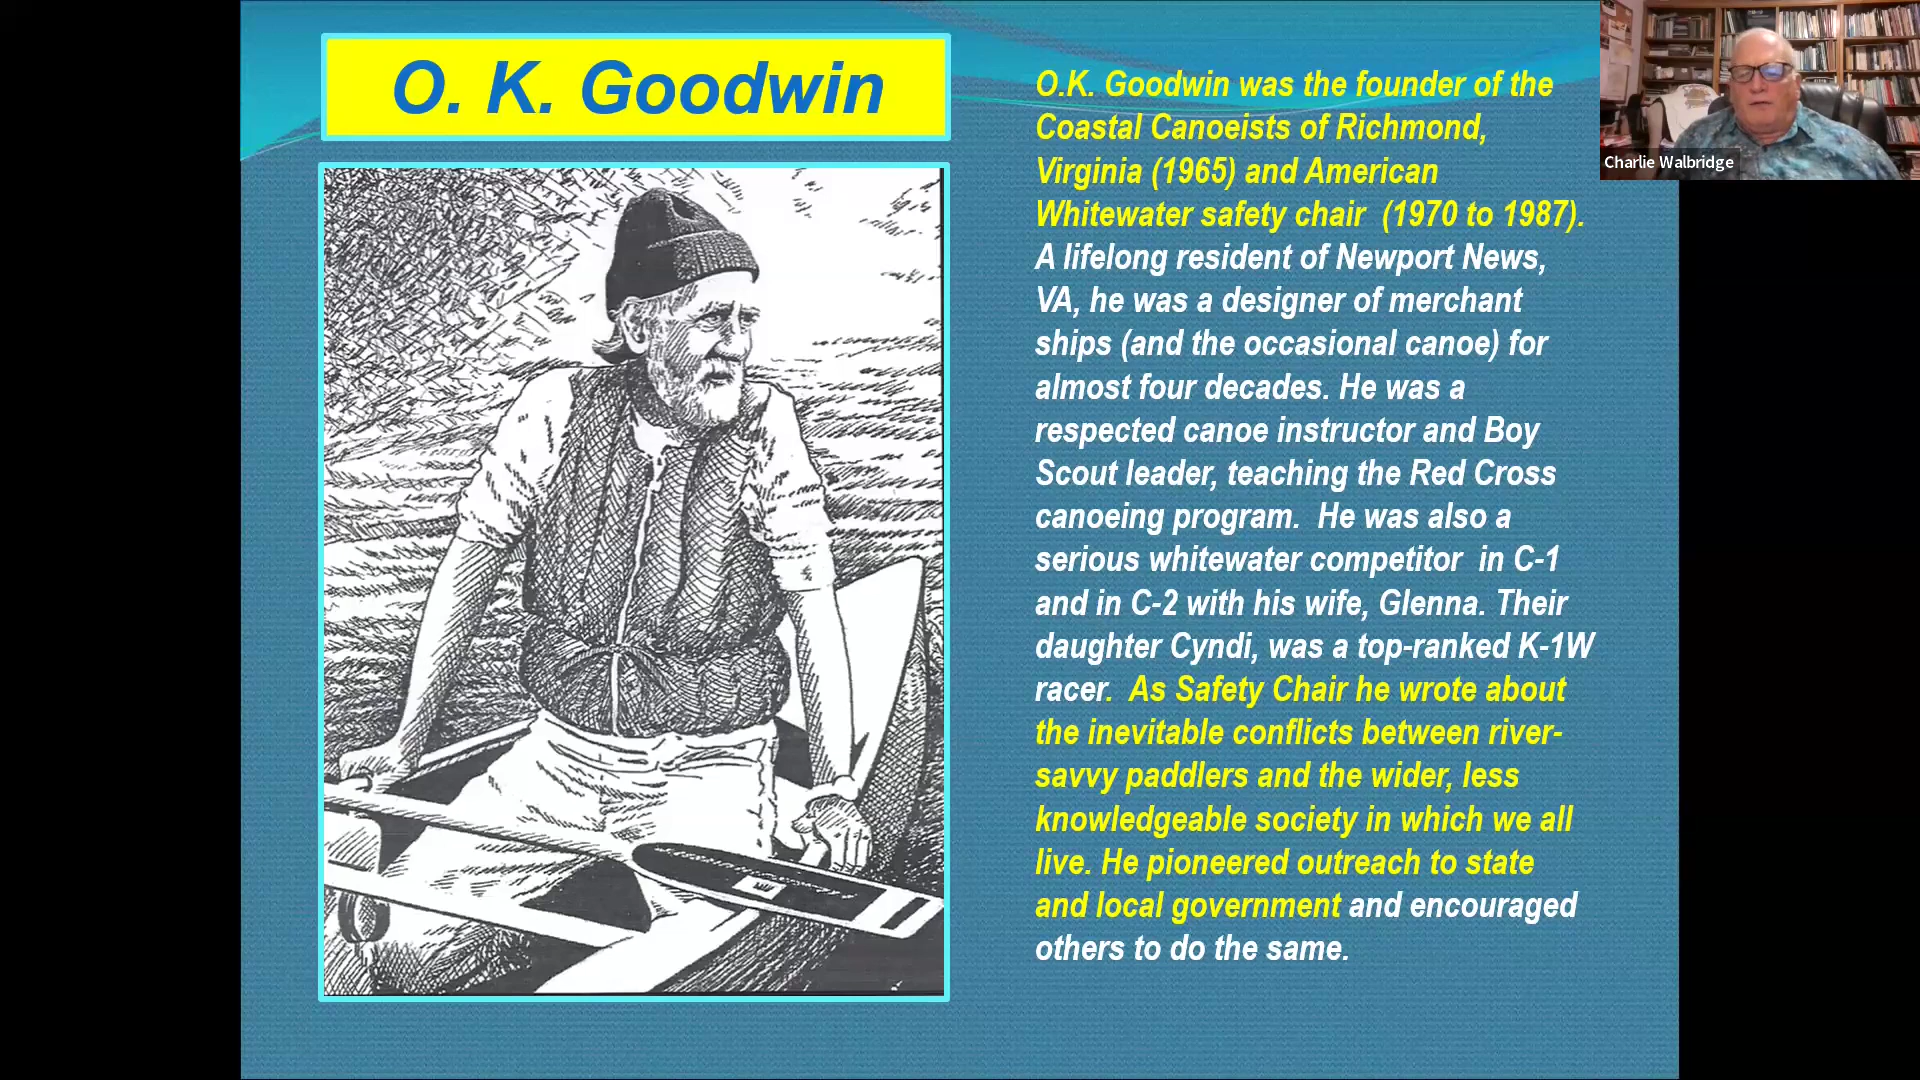 O. K. Goodwin
O.K. Goodwin was the founder of the
Coastal Canoeists of Richmond,
Virginia (1965) and American
Whitewater safety chair  (1970 to 1987).
A lifelong resident of Newport News,
VA, he was a designer of merchant
ships (and the occasional canoe) for
almost four decades. He was a
respected canoe instructor and Boy
Scout leader, teaching the Red Cross
canoeing program.  He was also a
serious whitewater competitor  in C-1
and in C-2 with his wife, Glenna. Their
daughter Cyndi, was a top-ranked K-1W
racer.  As Safety Chair he wrote about
the inevitable conflicts between river-
savvy paddlers and the wider, less
knowledgeable society in which we all
live. He pioneered outreach to state
and local government and encouraged
others to do the same.
Charlie Walbridge